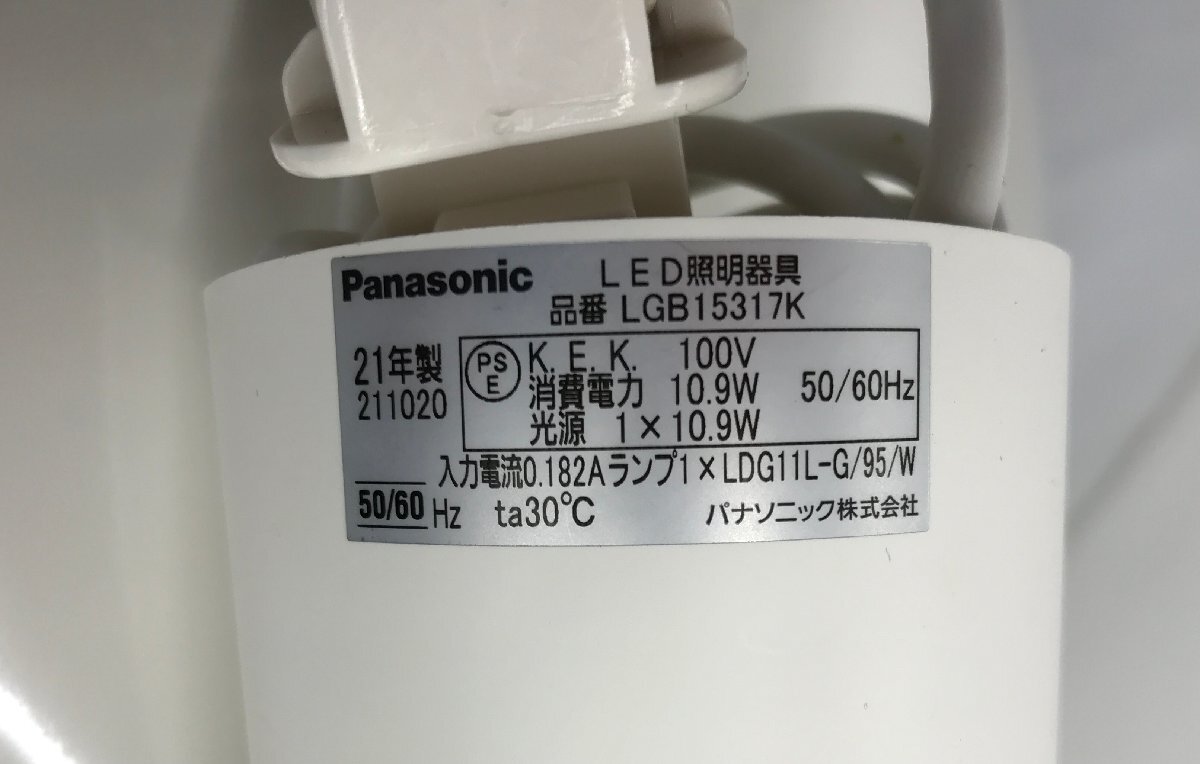 Panasonic LED照明器具
品番 LGB15317K
21年製
211020
PS
E
K.E.K. 100V
消費電力 10.9W 50/60Hz
光源 1×10.9W
入力電流0.182Aランプ1×LDG11L-G/95/W
50/60 Hz ta30℃ パナソニック株式会社